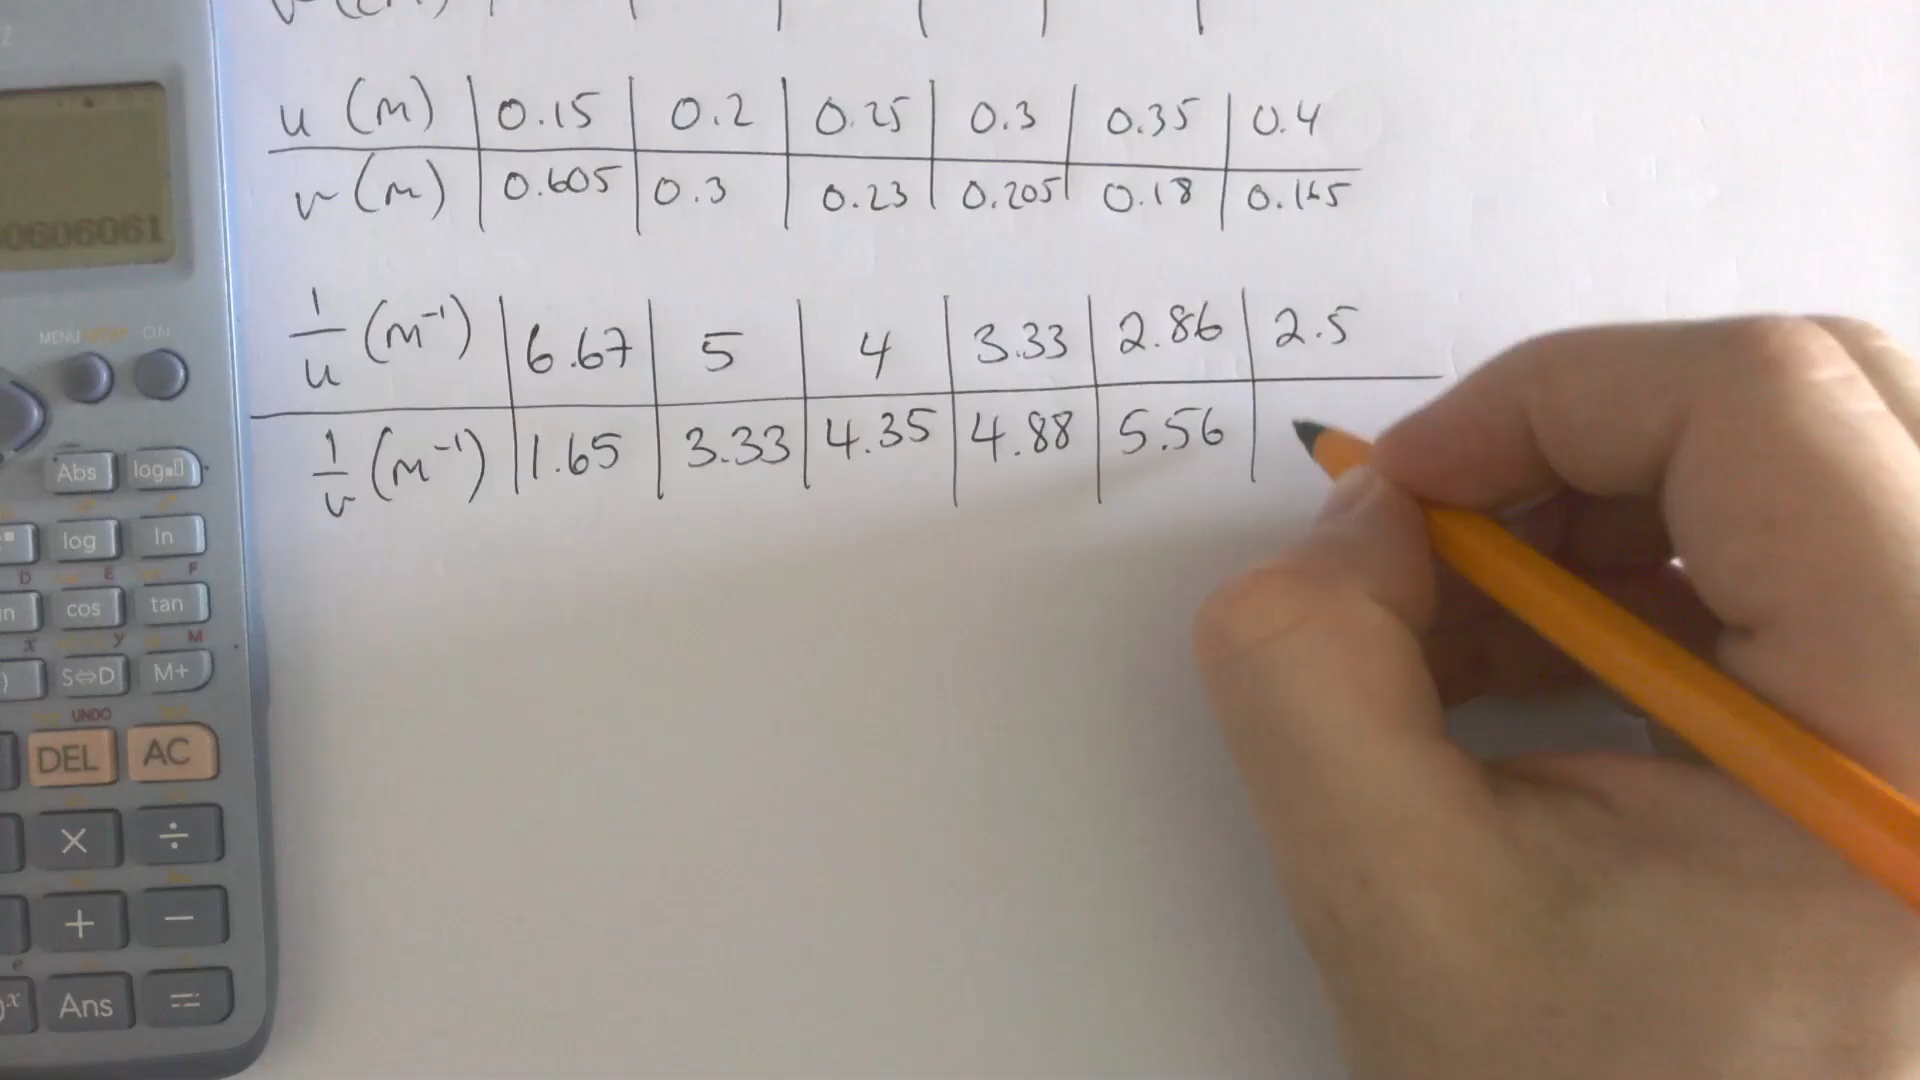 u (m) | 0.15 | 0.2 | 0.25 | 0.3 | 0.35 | 0.4
v (m) | 0.605 | 0.3 | 0.23 | 0.205 | 0.18 | 0.165
1/u (m⁻¹) | 6.67 | 5 | 4 | 3.33 | 2.86 | 2.5
1/v (m⁻¹) | 1.65 | 3.33 | 4.35 | 4.88 | 5.56
0606061
MENU ON
Abs log
log ln
D E F
cos tan
x y M
) S⇔D M+
UNDO
DEL AC
× ÷
+ −
e
x Ans =